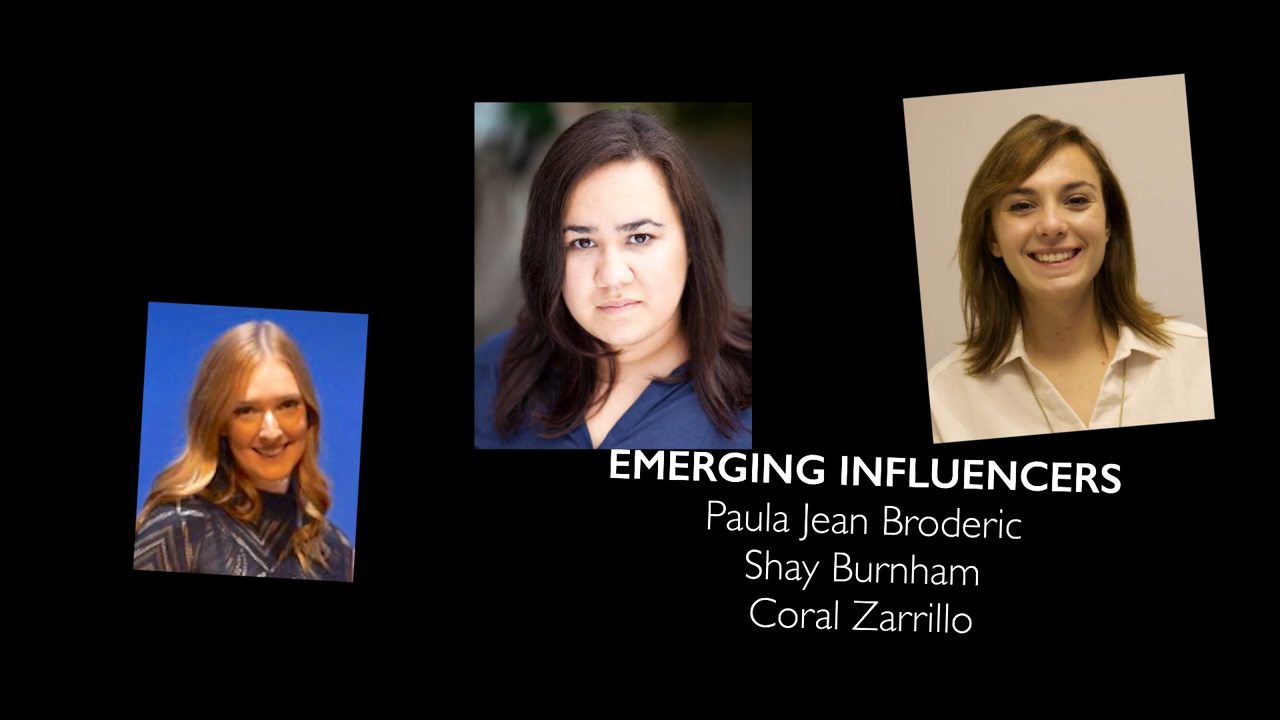 EMERGING INFLUENCERS
Paula Jean Broderic
Shay Burnham
Coral Zarrillo